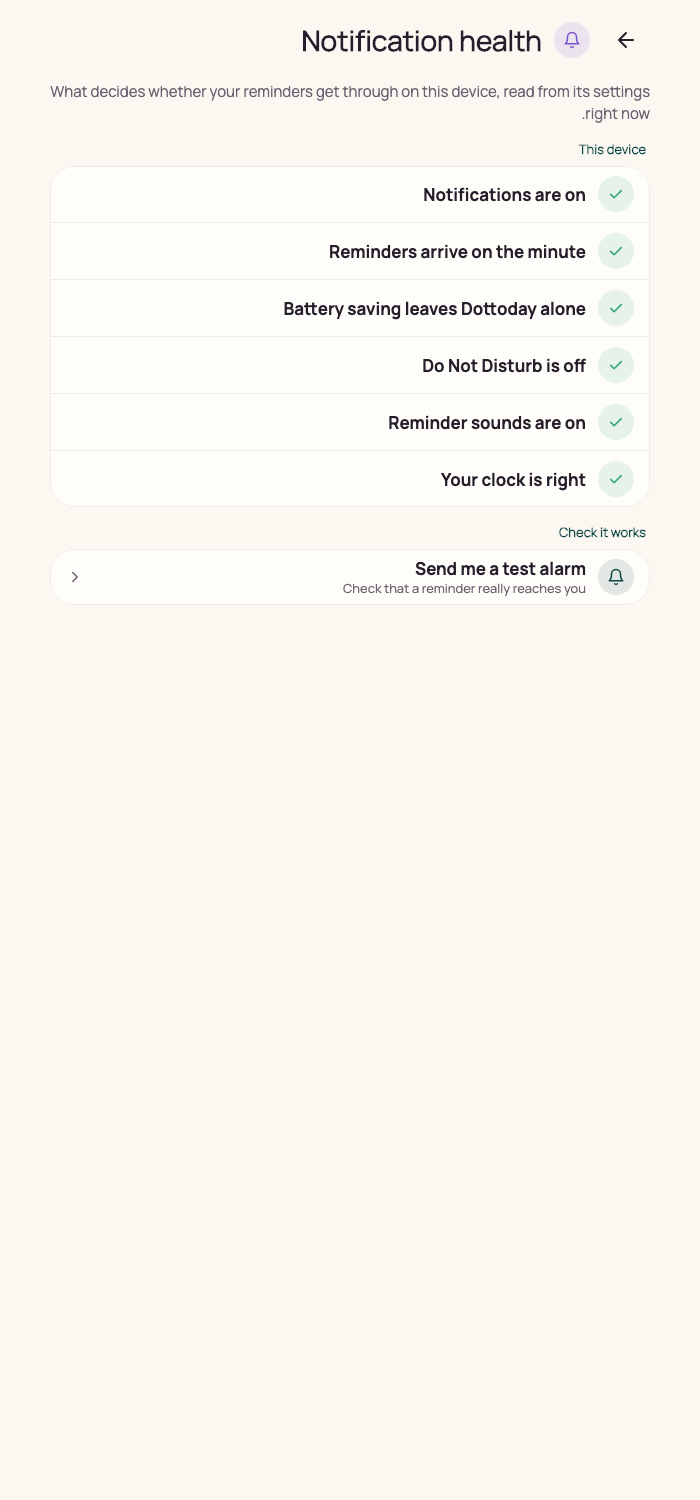 Notification health
What decides whether your reminders get through on this device, read from its settings
right now.
This device
Notifications are on
Reminders arrive on the minute
Battery saving leaves Dottoday alone
Do Not Disturb is off
Reminder sounds are on
Your clock is right
Check it works
Send me a test alarm
Check that a reminder really reaches you